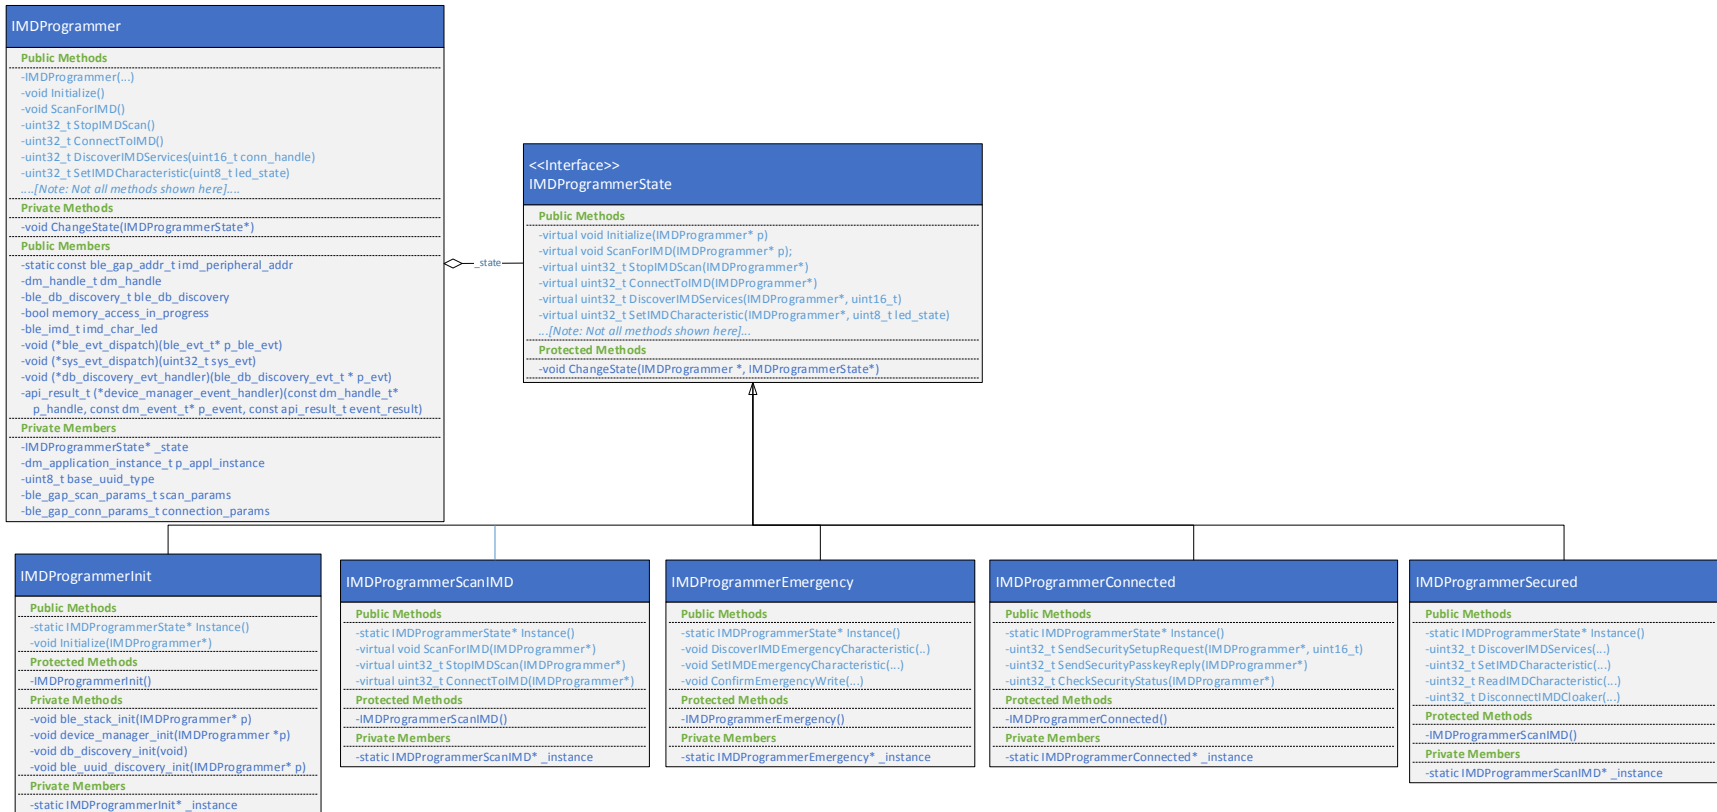 IMDProgrammer
Public Methods
-IMDProgrammer(...)
-void Initialize()
-void ScanForIMD()
-uint32_t StopIMDScan()
-uint32_t ConnectToIMD()
-uint32_t DiscoverIMDServices(uint16_t conn_handle)
-uint32_t SetIMDCharacteristic(uint8_t led_state)
....[Note: Not all methods shown here]....
Private Methods
-void ChangeState(IMDProgrammerState*)
Public Members
-static const ble_gap_addr_t imd_peripheral_addr
-dm_handle_t dm_handle
-ble_db_discovery_t ble_db_discovery
-bool memory_access_in_progress
-ble_imd_t imd_char_led
-void (*ble_evt_dispatch)(ble_evt_t* p_ble_evt)
-void (*sys_evt_dispatch)(uint32_t sys_evt)
-void (*db_discovery_evt_handler)(ble_db_discovery_evt_t * p_evt)
-api_result_t (*device_manager_event_handler)(const dm_handle_t*
p_handle, const dm_event_t* p_event, const api_result_t event_result)
Private Members
-IMDProgrammerState* _state
-dm_application_instance_t p_appl_instance
-uint8_t base_uuid_type
-ble_gap_scan_params_t scan_params
-ble_gap_conn_params_t connection_params
_state
<<Interface>>
IMDProgrammerState
Public Methods
-virtual void Initialize(IMDProgrammer* p)
-virtual void ScanForIMD(IMDProgrammer* p);
-virtual uint32_t StopIMDScan(IMDProgrammer*)
-virtual uint32_t ConnectToIMD(IMDProgrammer*)
-virtual uint32_t DiscoverIMDServices(IMDProgrammer*, uint16_t)
-virtual uint32_t SetIMDCharacteristic(IMDProgrammer*, uint8_t led_state)
...[Note: Not all methods shown here]...
Protected Methods
-void ChangeState(IMDProgrammer *, IMDProgrammerState*)
IMDProgrammerInit
Public Methods
-static IMDProgrammerState* Instance()
-void Initialize(IMDProgrammer*)
Protected Methods
-IMDProgrammerInit()
Private Methods
-void ble_stack_init(IMDProgrammer* p)
-void device_manager_init(IMDProgrammer *p)
-void db_discovery_init(void)
-void ble_uuid_discovery_init(IMDProgrammer* p)
Private Members
-static IMDProgrammerInit* _instance
IMDProgrammerScanIMD
Public Methods
-static IMDProgrammerState* Instance()
-virtual void ScanForIMD(IMDProgrammer*)
-virtual uint32_t StopIMDScan(IMDProgrammer*)
-virtual uint32_t ConnectToIMD(IMDProgrammer*)
Protected Methods
-IMDProgrammerScanIMD()
Private Members
-static IMDProgrammerScanIMD* _instance
IMDProgrammerEmergency
Public Methods
-static IMDProgrammerState* Instance()
-void DiscoverIMDEmergencyCharacteristic(..)
-void SetIMDEmergencyCharacteristic(...)
-void ConfirmEmergencyWrite(...)
Protected Methods
-IMDProgrammerEmergency()
Private Members
-static IMDProgrammerEmergency* _instance
IMDProgrammerConnected
Public Methods
-static IMDProgrammerState* Instance()
-uint32_t SendSecuritySetupRequest(IMDProgrammer*, uint16_t)
-uint32_t SendSecurityPasskeyReply(IMDProgrammer*)
-uint32_t CheckSecurityStatus(IMDProgrammer*)
Protected Methods
-IMDProgrammerConnected()
Private Members
-static IMDProgrammerConnected* _instance
IMDProgrammerSecured
Public Methods
-static IMDProgrammerState* Instance()
-uint32_t DiscoverIMDServices(...)
-uint32_t SetIMDCharacteristic(...)
-uint32_t ReadIMDCharacteristic(...)
-uint32_t DisconnectIMDCloaker(...)
Protected Methods
-IMDProgrammerScanIMD()
Private Members
-static IMDProgrammerScanIMD* _instance